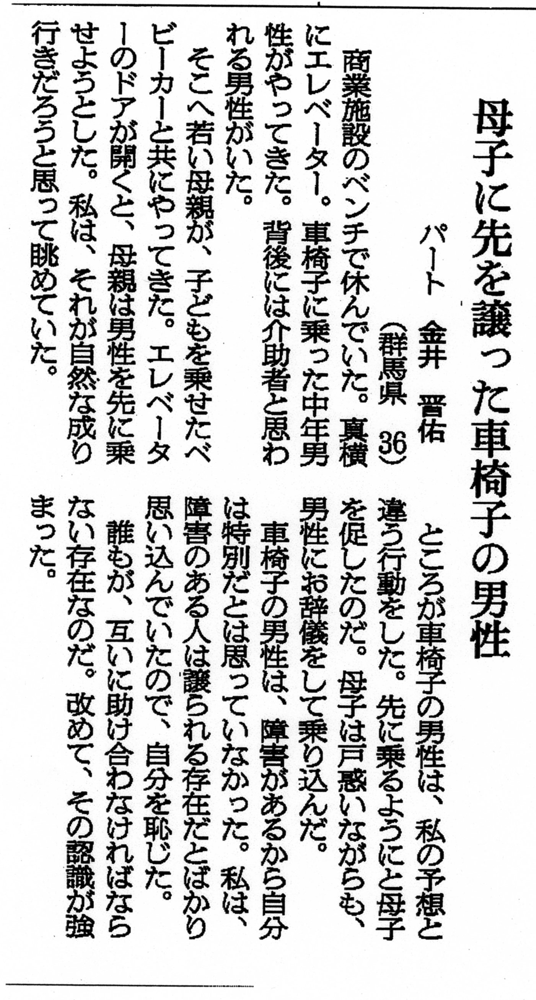 母子に先を譲った車椅子の男性
パート　金井　晋佑
（群馬県　36）
商業施設のベンチで休んでいた。真横
にエレベーター。車椅子に乗った中年男
性がやってきた。背後には介助者と思わ
れる男性がいた。
そこへ若い母親が、子どもを乗せたベ
ビーカーと共にやってきた。エレベータ
ーのドアが開くと、母親は男性を先に乗
せようとした。私は、それが自然な成り
行きだろうと思って眺めていた。
ところが車椅子の男性は、私の予想と
違う行動をした。先に乗るようにと母子
を促したのだ。母子は戸惑いながらも、
男性にお辞儀をして乗り込んだ。
車椅子の男性は、障害があるから自分
は特別だとは思っていなかった。私は、
障害のある人は譲られる存在だとばかり
思い込んでいたので、自分を恥じた。
誰もが、互いに助け合わなければなら
ない存在なのだ。改めて、その認識が強
まった。